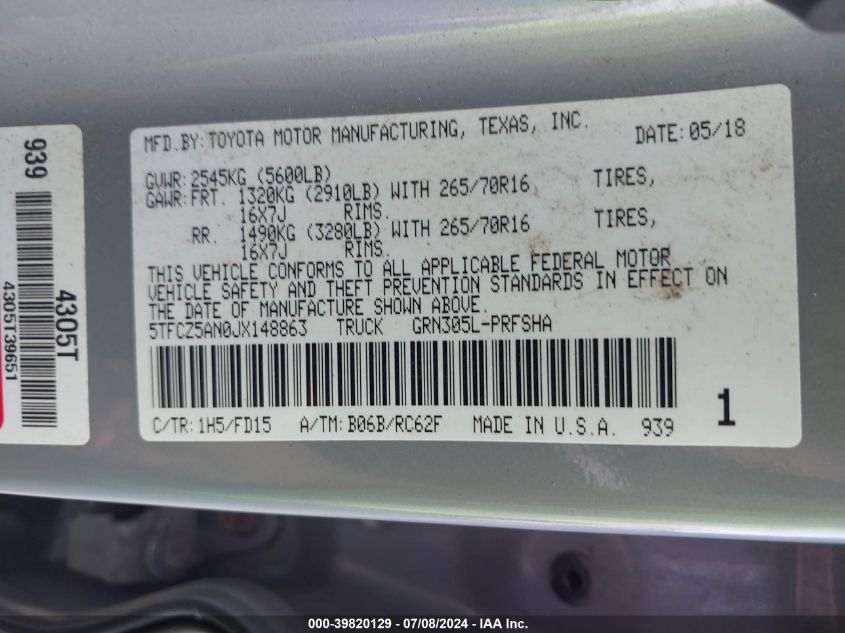 939
4305T
4305T39651
MFD.BY:TOYOTA MOTOR MANUFACTURING, TEXAS, INC. DATE:05/18
GVWR:2545KG (5600LB)
GAWR:FRT. 1320KG (2910LB) WITH 265/70R16 TIRES,
16X7J RIMS.
RR. 1490KG (3280LB) WITH 265/70R16 TIRES,
16X7J RIMS.
THIS VEHICLE CONFORMS TO ALL APPLICABLE FEDERAL MOTOR
VEHICLE SAFETY AND THEFT PREVENTION STANDARDS IN EFFECT ON
THE DATE OF MANUFACTURE SHOWN ABOVE.
5TFCZ5AN0JX148863 TRUCK GRN305L-PRFSHA
C/TR:1H5/FD15 A/TM:B06B/RC62F MADE IN U.S.A. 939
1
000-39820129 - 07/08/2024 - IAA Inc.